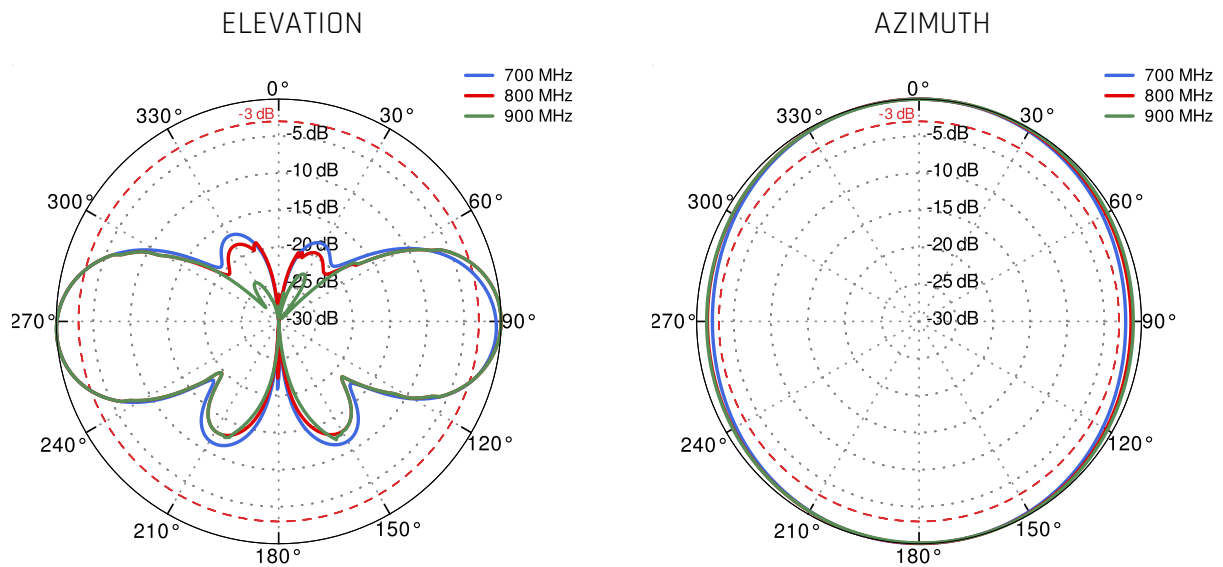 ELEVATION
700 MHz
800 MHz
900 MHz
0°
30°
60°
90°
120°
150°
180°
210°
240°
270°
300°
330°
-3 dB
-5 dB
-10 dB
-15 dB
-20 dB
-25 dB
-30 dB
AZIMUTH
700 MHz
800 MHz
900 MHz
0°
30°
60°
90°
120°
150°
180°
210°
240°
270°
300°
330°
-3 dB
-5 dB
-10 dB
-15 dB
-20 dB
-25 dB
-30 dB